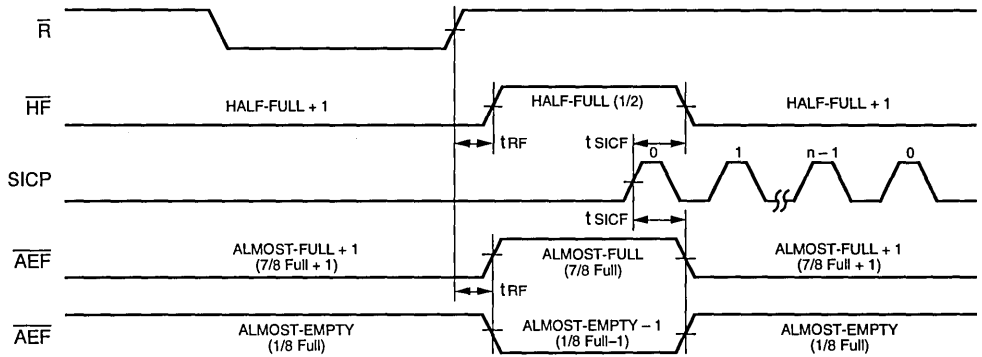 R
HF
HALF-FULL + 1
HALF-FULL (1/2)
HALF-FULL + 1
tRF
tSICF
SICP
0
1
n – 1
0
tSICF
AEF
ALMOST-FULL + 1
(7/8 Full + 1)
ALMOST-FULL
(7/8 Full)
ALMOST-FULL + 1
(7/8 Full + 1)
tRF
AEF
ALMOST-EMPTY
(1/8 Full)
ALMOST-EMPTY – 1
(1/8 Full–1)
ALMOST-EMPTY
(1/8 Full)